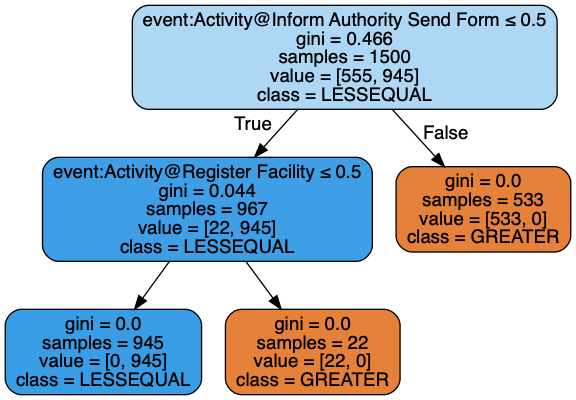 event:Activity@Inform Authority Send Form ≤ 0.5
gini = 0.466
samples = 1500
value = [555, 945]
class = LESSEQUAL
True
False
event:Activity@Register Facility ≤ 0.5
gini = 0.044
samples = 967
value = [22, 945]
class = LESSEQUAL
gini = 0.0
samples = 533
value = [533, 0]
class = GREATER
gini = 0.0
samples = 945
value = [0, 945]
class = LESSEQUAL
gini = 0.0
samples = 22
value = [22, 0]
class = GREATER